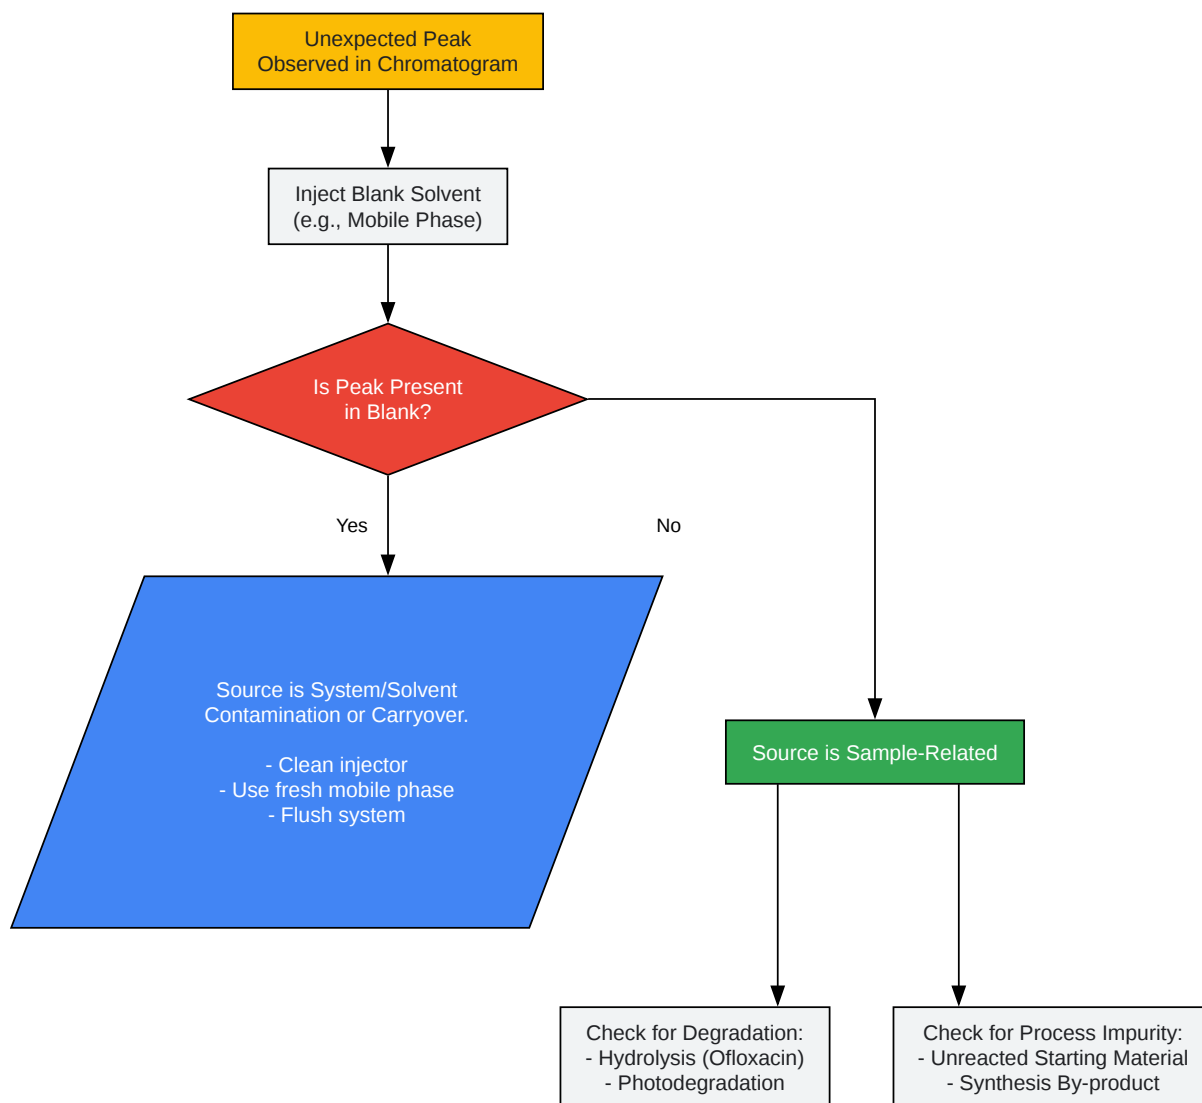 Unexpected Peak
Observed in Chromatogram
Inject Blank Solvent
(e.g., Mobile Phase)
Is Peak Present
in Blank?
Yes
No
Source is System/Solvent
Contamination or Carryover.
- Clean injector
- Use fresh mobile phase
- Flush system
Source is Sample-Related
Check for Degradation:
- Hydrolysis (Ofloxacin)
- Photodegradation
Check for Process Impurity:
- Unreacted Starting Material
- Synthesis By-product